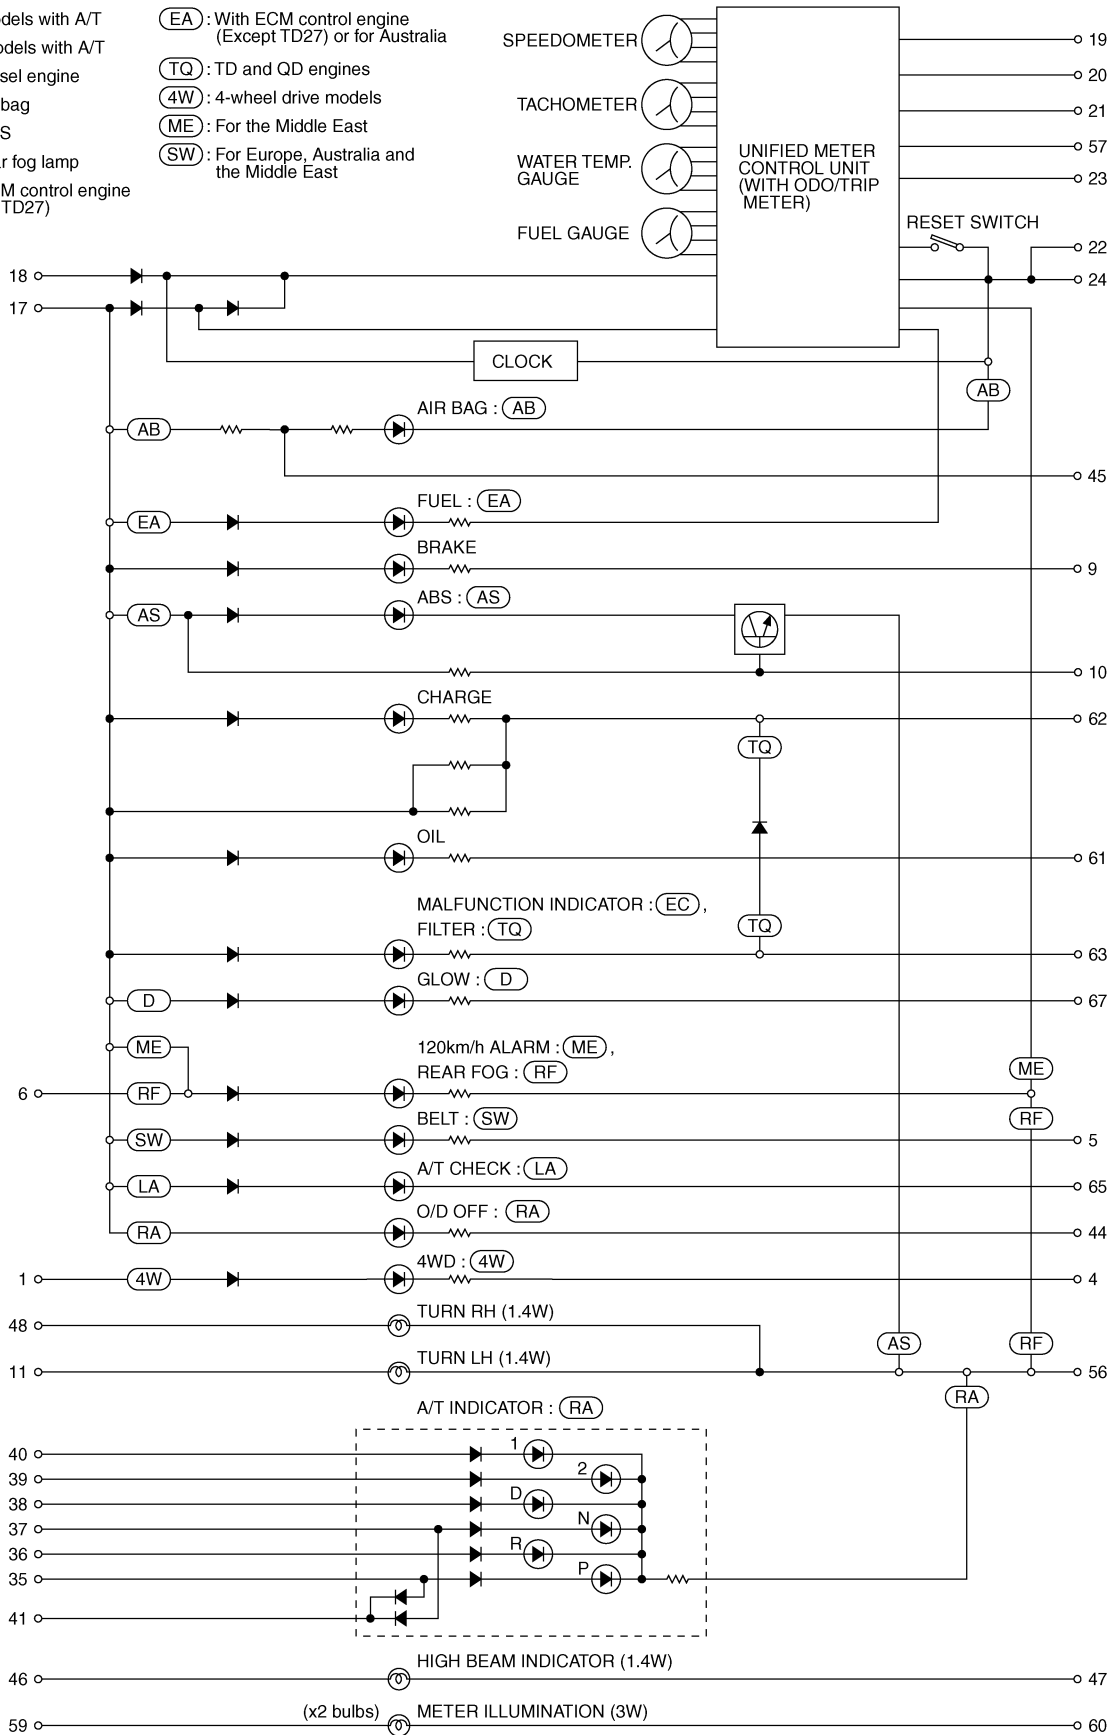 odels with A/T
odels with A/T
sel engine
bag
S
r fog lamp
M control engine
TD27)
EA : With ECM control engine
(Except TD27) or for Australia
TQ : TD and QD engines
4W : 4-wheel drive models
ME : For the Middle East
SW : For Europe, Australia and
the Middle East
SPEEDOMETER
TACHOMETER
WATER TEMP.
GAUGE
FUEL GAUGE
UNIFIED METER
CONTROL UNIT
(WITH ODO/TRIP
METER)
19
20
21
57
23
RESET SWITCH
22
18
24
17
CLOCK
AB
AIR BAG : AB
AB
45
FUEL : EA
EA
BRAKE
9
ABS : AS
AS
10
CHARGE
62
TQ
OIL
61
MALFUNCTION INDICATOR : EC ,
FILTER : TQ
TQ
63
GLOW : D
D
67
ME
120km/h ALARM : ME ,
REAR FOG : RF
ME
6
RF
BELT : SW
RF
SW
5
A/T CHECK : LA
LA
65
O/D OFF : RA
RA
44
4WD : 4W
1
4W
4
TURN RH (1.4W)
48
AS
RF
TURN LH (1.4W)
11
56
RA
A/T INDICATOR : RA
40
1
39
2
38
D
37
N
36
R
35
P
41
HIGH BEAM INDICATOR (1.4W)
46
47
(x2 bulbs)
METER ILLUMINATION (3W)
59
60